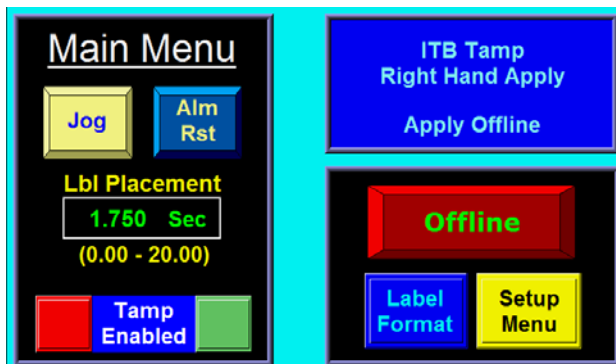 Main Menu
Jog
Alm
Rst
Lbl Placement
1.750 Sec
(0.00 - 20.00)
Tamp
Enabled
ITB Tamp
Right Hand Apply
Apply Offline
Offline
Label
Format
Setup
Menu